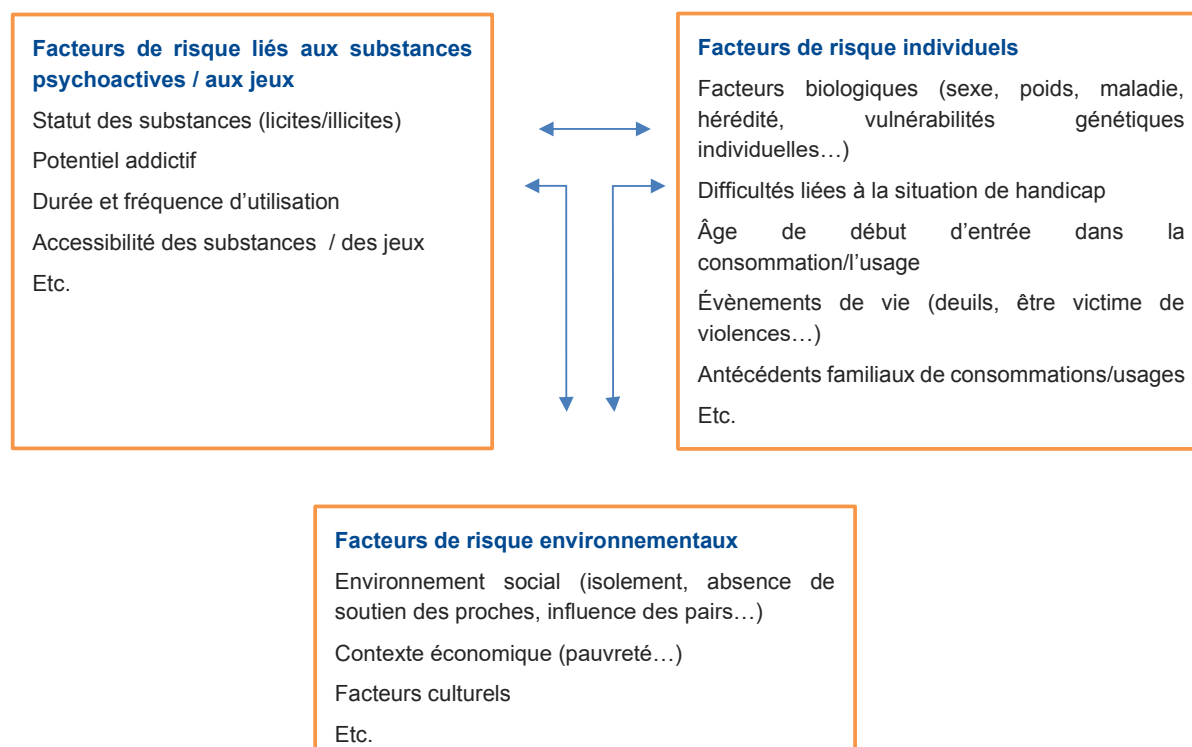 Facteurs de risque liés aux substances
psychoactives / aux jeux
Statut des substances (licites/illicites)
Potentiel addictif
Durée et fréquence d’utilisation
Accessibilité des substances / des jeux
Etc.
Facteurs de risque individuels
Facteurs biologiques (sexe, poids, maladie,
hérédité, vulnérabilités génétiques
individuelles…)
Difficultés liées à la situation de handicap
Âge de début d’entrée dans la
consommation/l’usage
Évènements de vie (deuils, être victime de
violences…)
Antécédents familiaux de consommations/usages
Etc.
Facteurs de risque environnementaux
Environnement social (isolement, absence de
soutien des proches, influence des pairs…)
Contexte économique (pauvreté…)
Facteurs culturels
Etc.